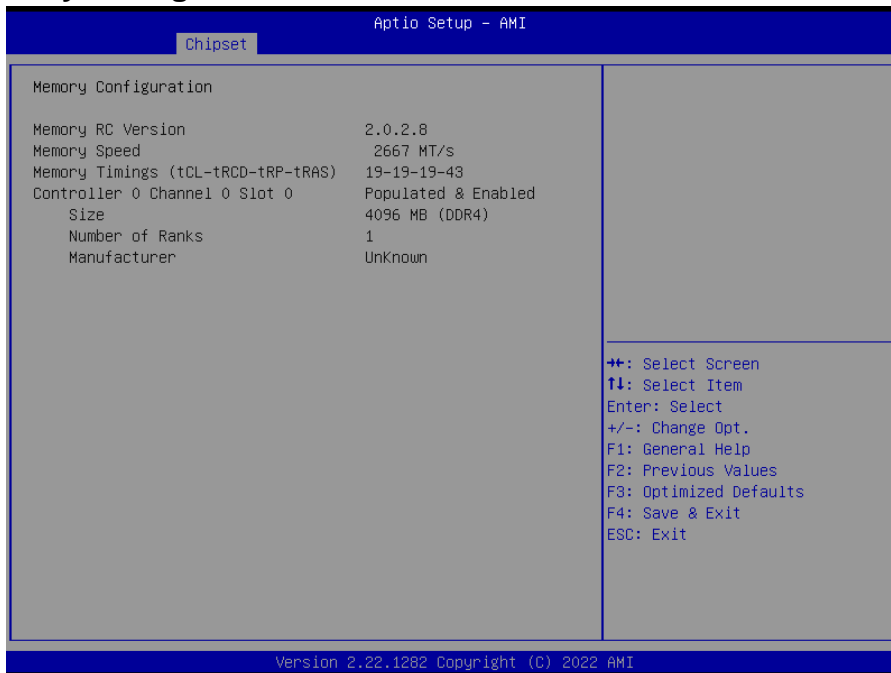 Aptio Setup - AMI
Chipset
Memory Configuration
Memory RC Version 2.0.2.8
Memory Speed 2667 MT/s
Memory Timings (tCL-tRCD-tRP-tRAS) 19-19-19-43
Controller 0 Channel 0 Slot 0 Populated & Enabled
Size 4096 MB (DDR4)
Number of Ranks 1
Manufacturer UnKnown
→←: Select Screen
↑↓: Select Item
Enter: Select
+/-: Change Opt.
F1: General Help
F2: Previous Values
F3: Optimized Defaults
F4: Save & Exit
ESC: Exit
Version 2.22.1282 Copyright (C) 2022 AMI